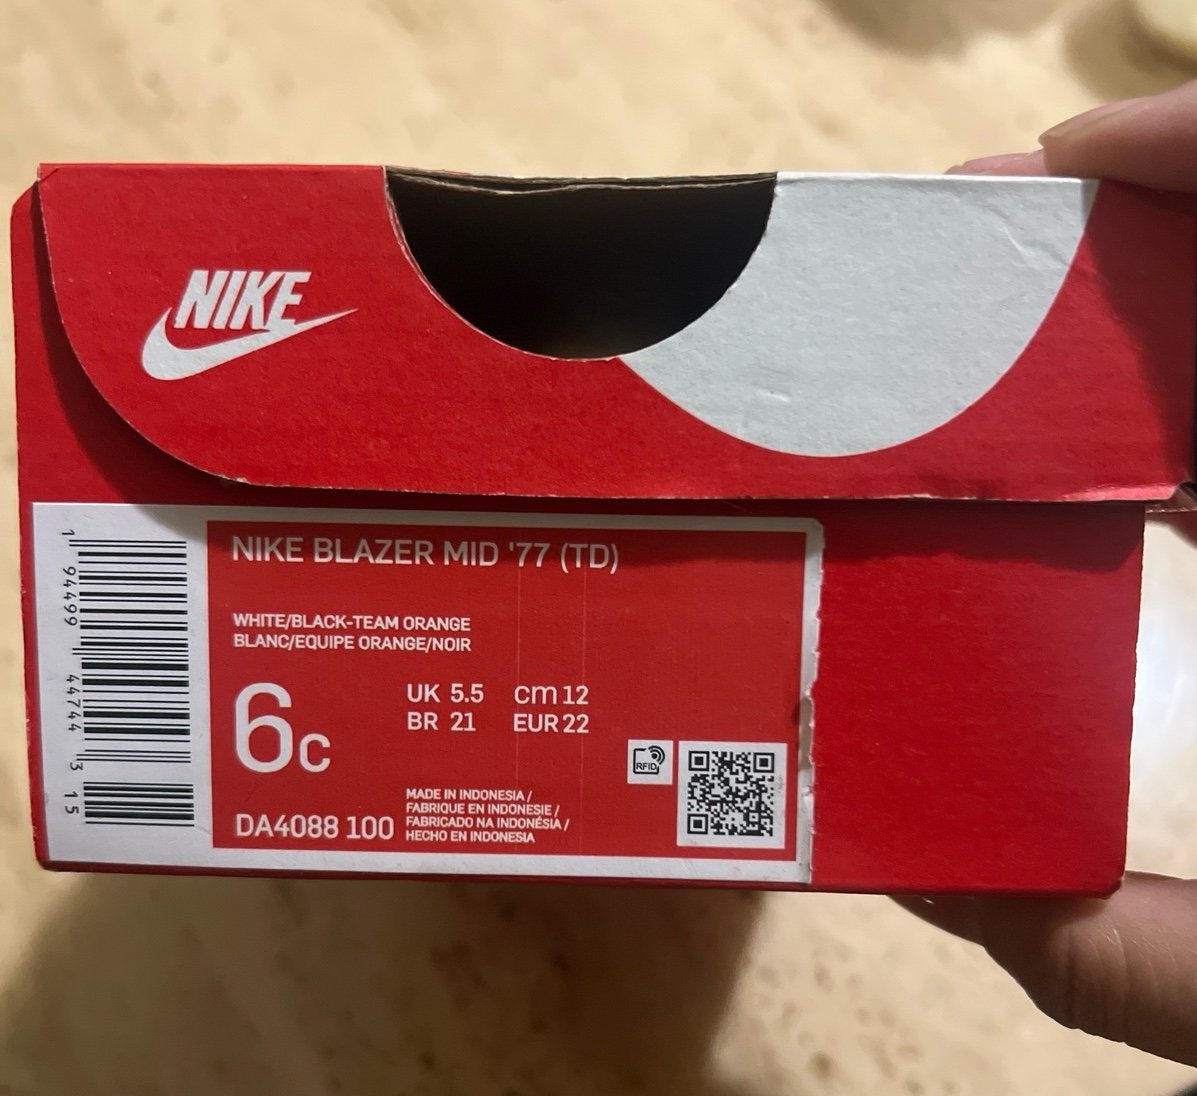 NIKE
NIKE BLAZER MID '77 (TD)
WHITE/BLACK-TEAM ORANGE
BLANC/EQUIPE ORANGE/NOIR
6C
UK 5.5 cm 12
BR 21 EUR 22
RFID
MADE IN INDONESIA /
FABRIQUE EN INDONESIE /
FABRICADO NA INDONÉSIA /
HECHO EN INDONESIA
DA4088 100
1 94499 44744 3 15